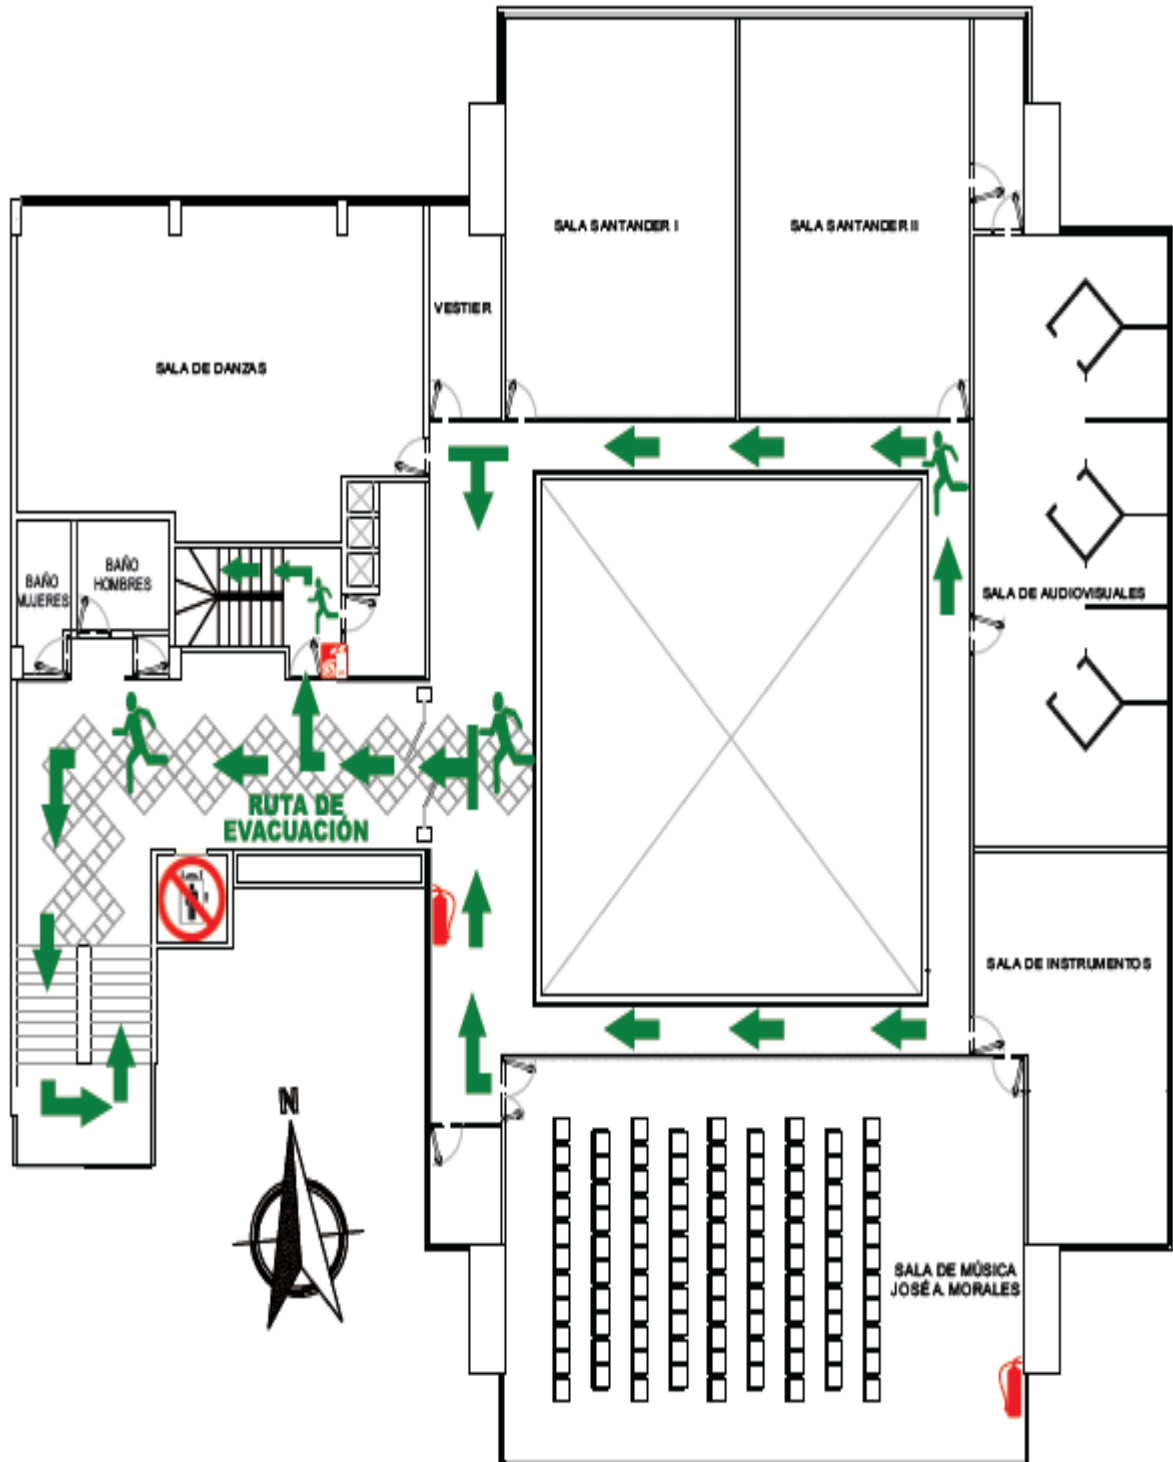 SALA SANTANDER I
SALA SANTANDER II
VESTIER
SALA DE DANZAS
BAÑO
MUJERES
BAÑO
HOMBRES
SALA DE AUDIOVISUALES
RUTA DE
EVACUACIÓN
SALA DE INSTRUMENTOS
N
SALA DE MÚSICA
JOSÉ A. MORALES